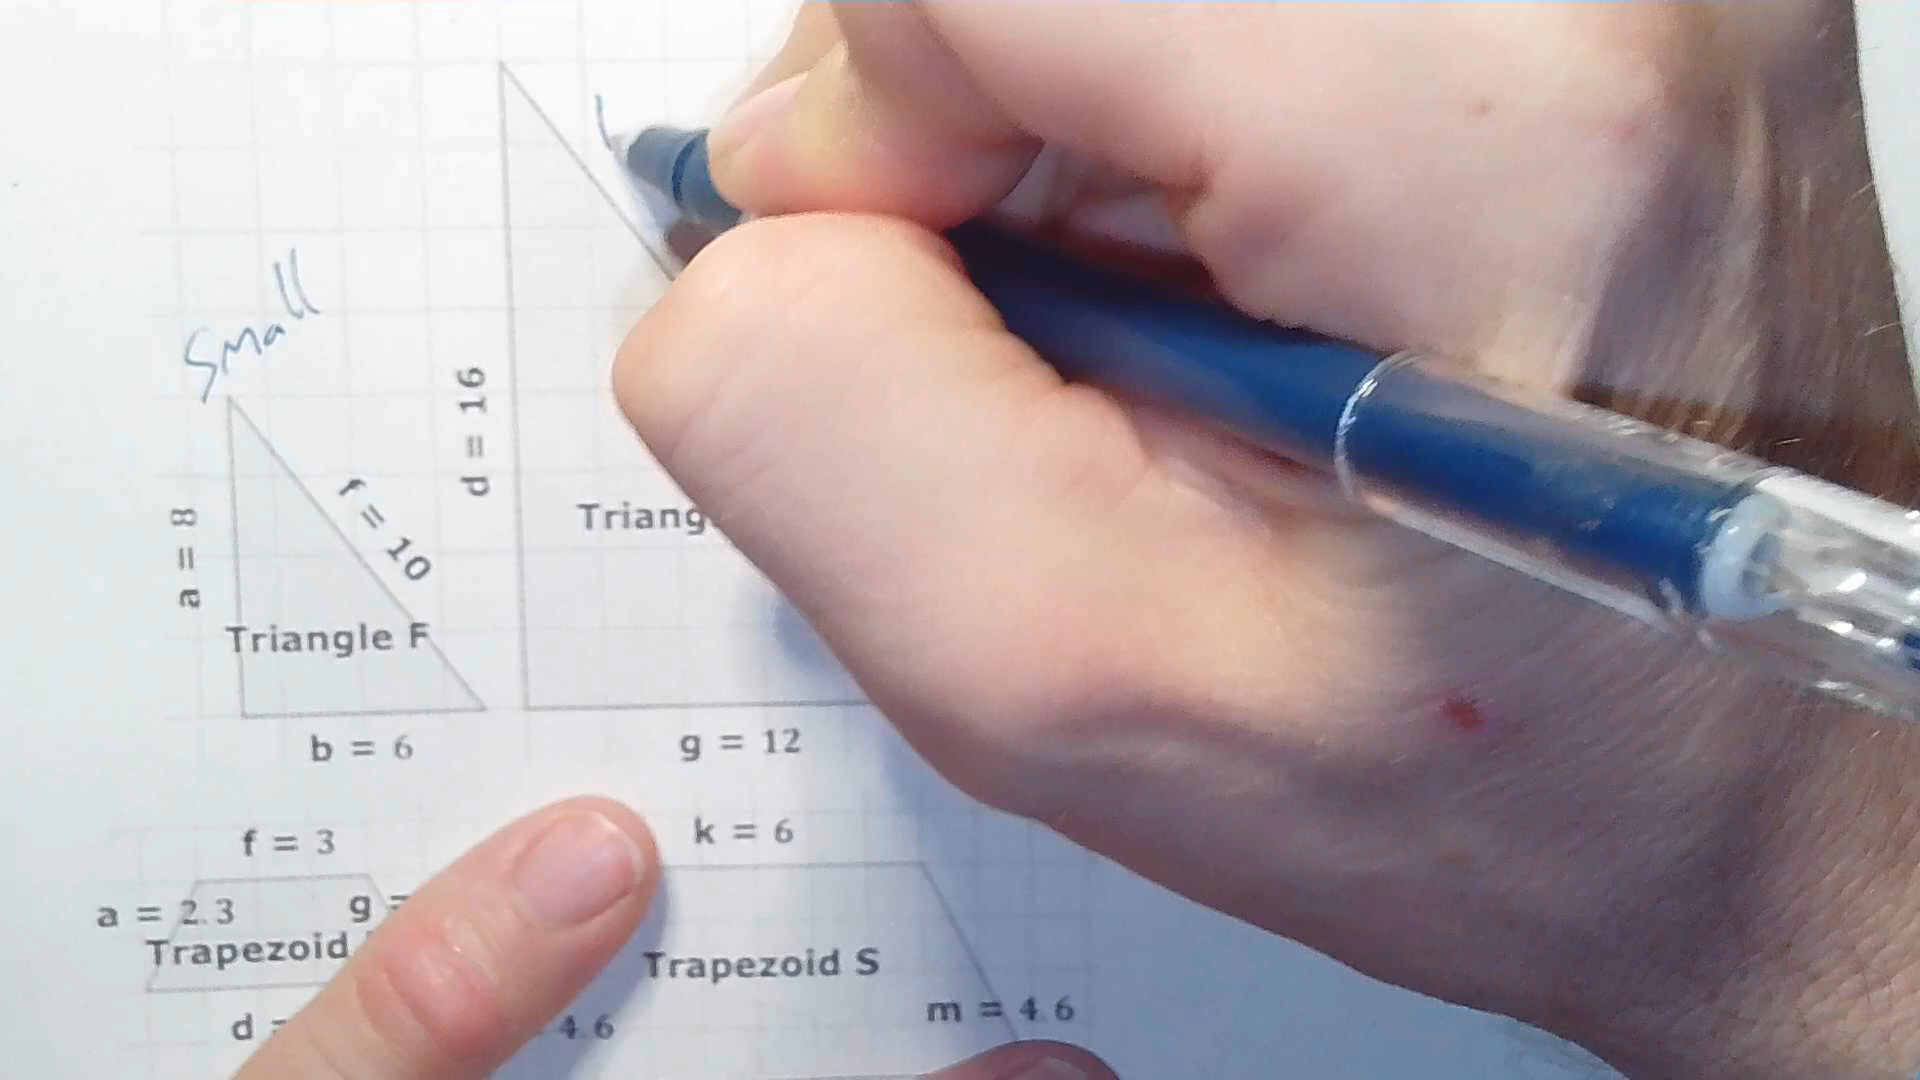 Small
d = 16
a = 8
f = 10
Triang
Triangle F
b = 6
g = 12
f = 3
k = 6
a = 2.3
g =
Trapezoid
Trapezoid S
d =
4.6
m = 4.6